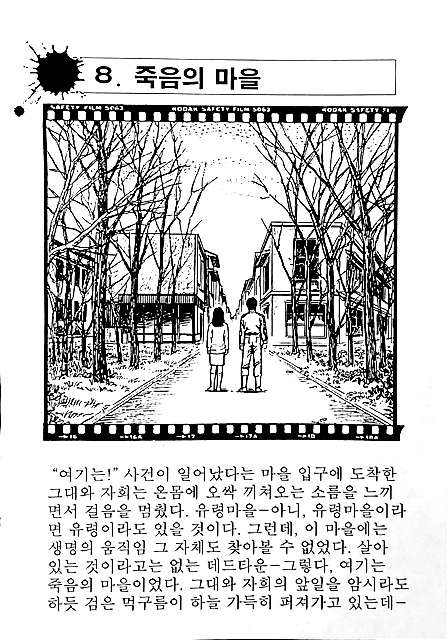 8. 죽음의 마을
SAFETY FILM 5063 KODAK SAFETY FILM 5063 KODAK SAFETY FI
16 16A 17 17A 18 18A
“여기는!” 사건이 일어났다는 마을 입구에 도착한
그대와 자희는 온몸에 오싹 끼쳐오는 소름을 느끼
면서 걸음을 멈췄다. 유령마을—아니, 유령마을이라
면 유령이라도 있을 것이다. 그런데, 이 마을에는
생명의 움직임 그 자체도 찾아볼 수 없었다. 살아
있는 것이라고는 없는 데드타운—그렇다, 여기는
죽음의 마을이었다. 그대와 자희의 앞일을 암시라도
하듯 검은 먹구름이 하늘 가득히 퍼져가고 있는데—